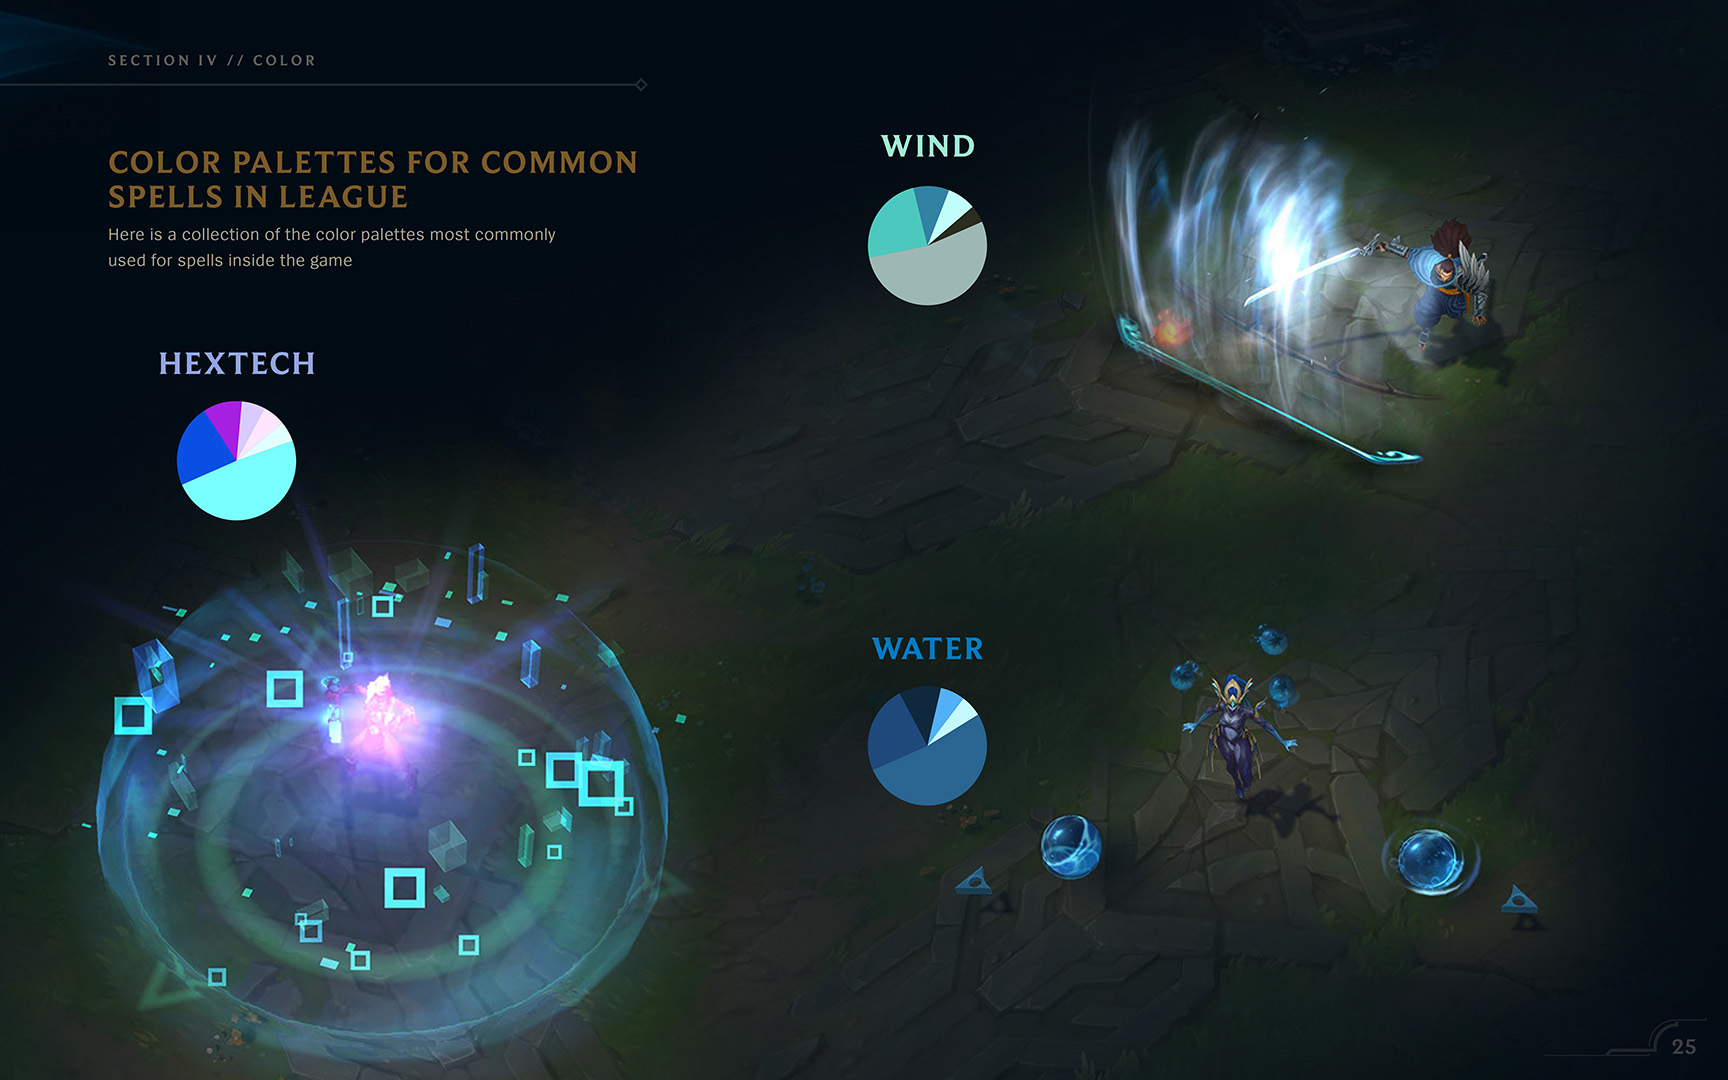 SECTION IV // COLOR
COLOR PALETTES FOR COMMON
SPELLS IN LEAGUE
Here is a collection of the color palettes most commonly
used for spells inside the game
HEXTECH
WIND
WATER
25